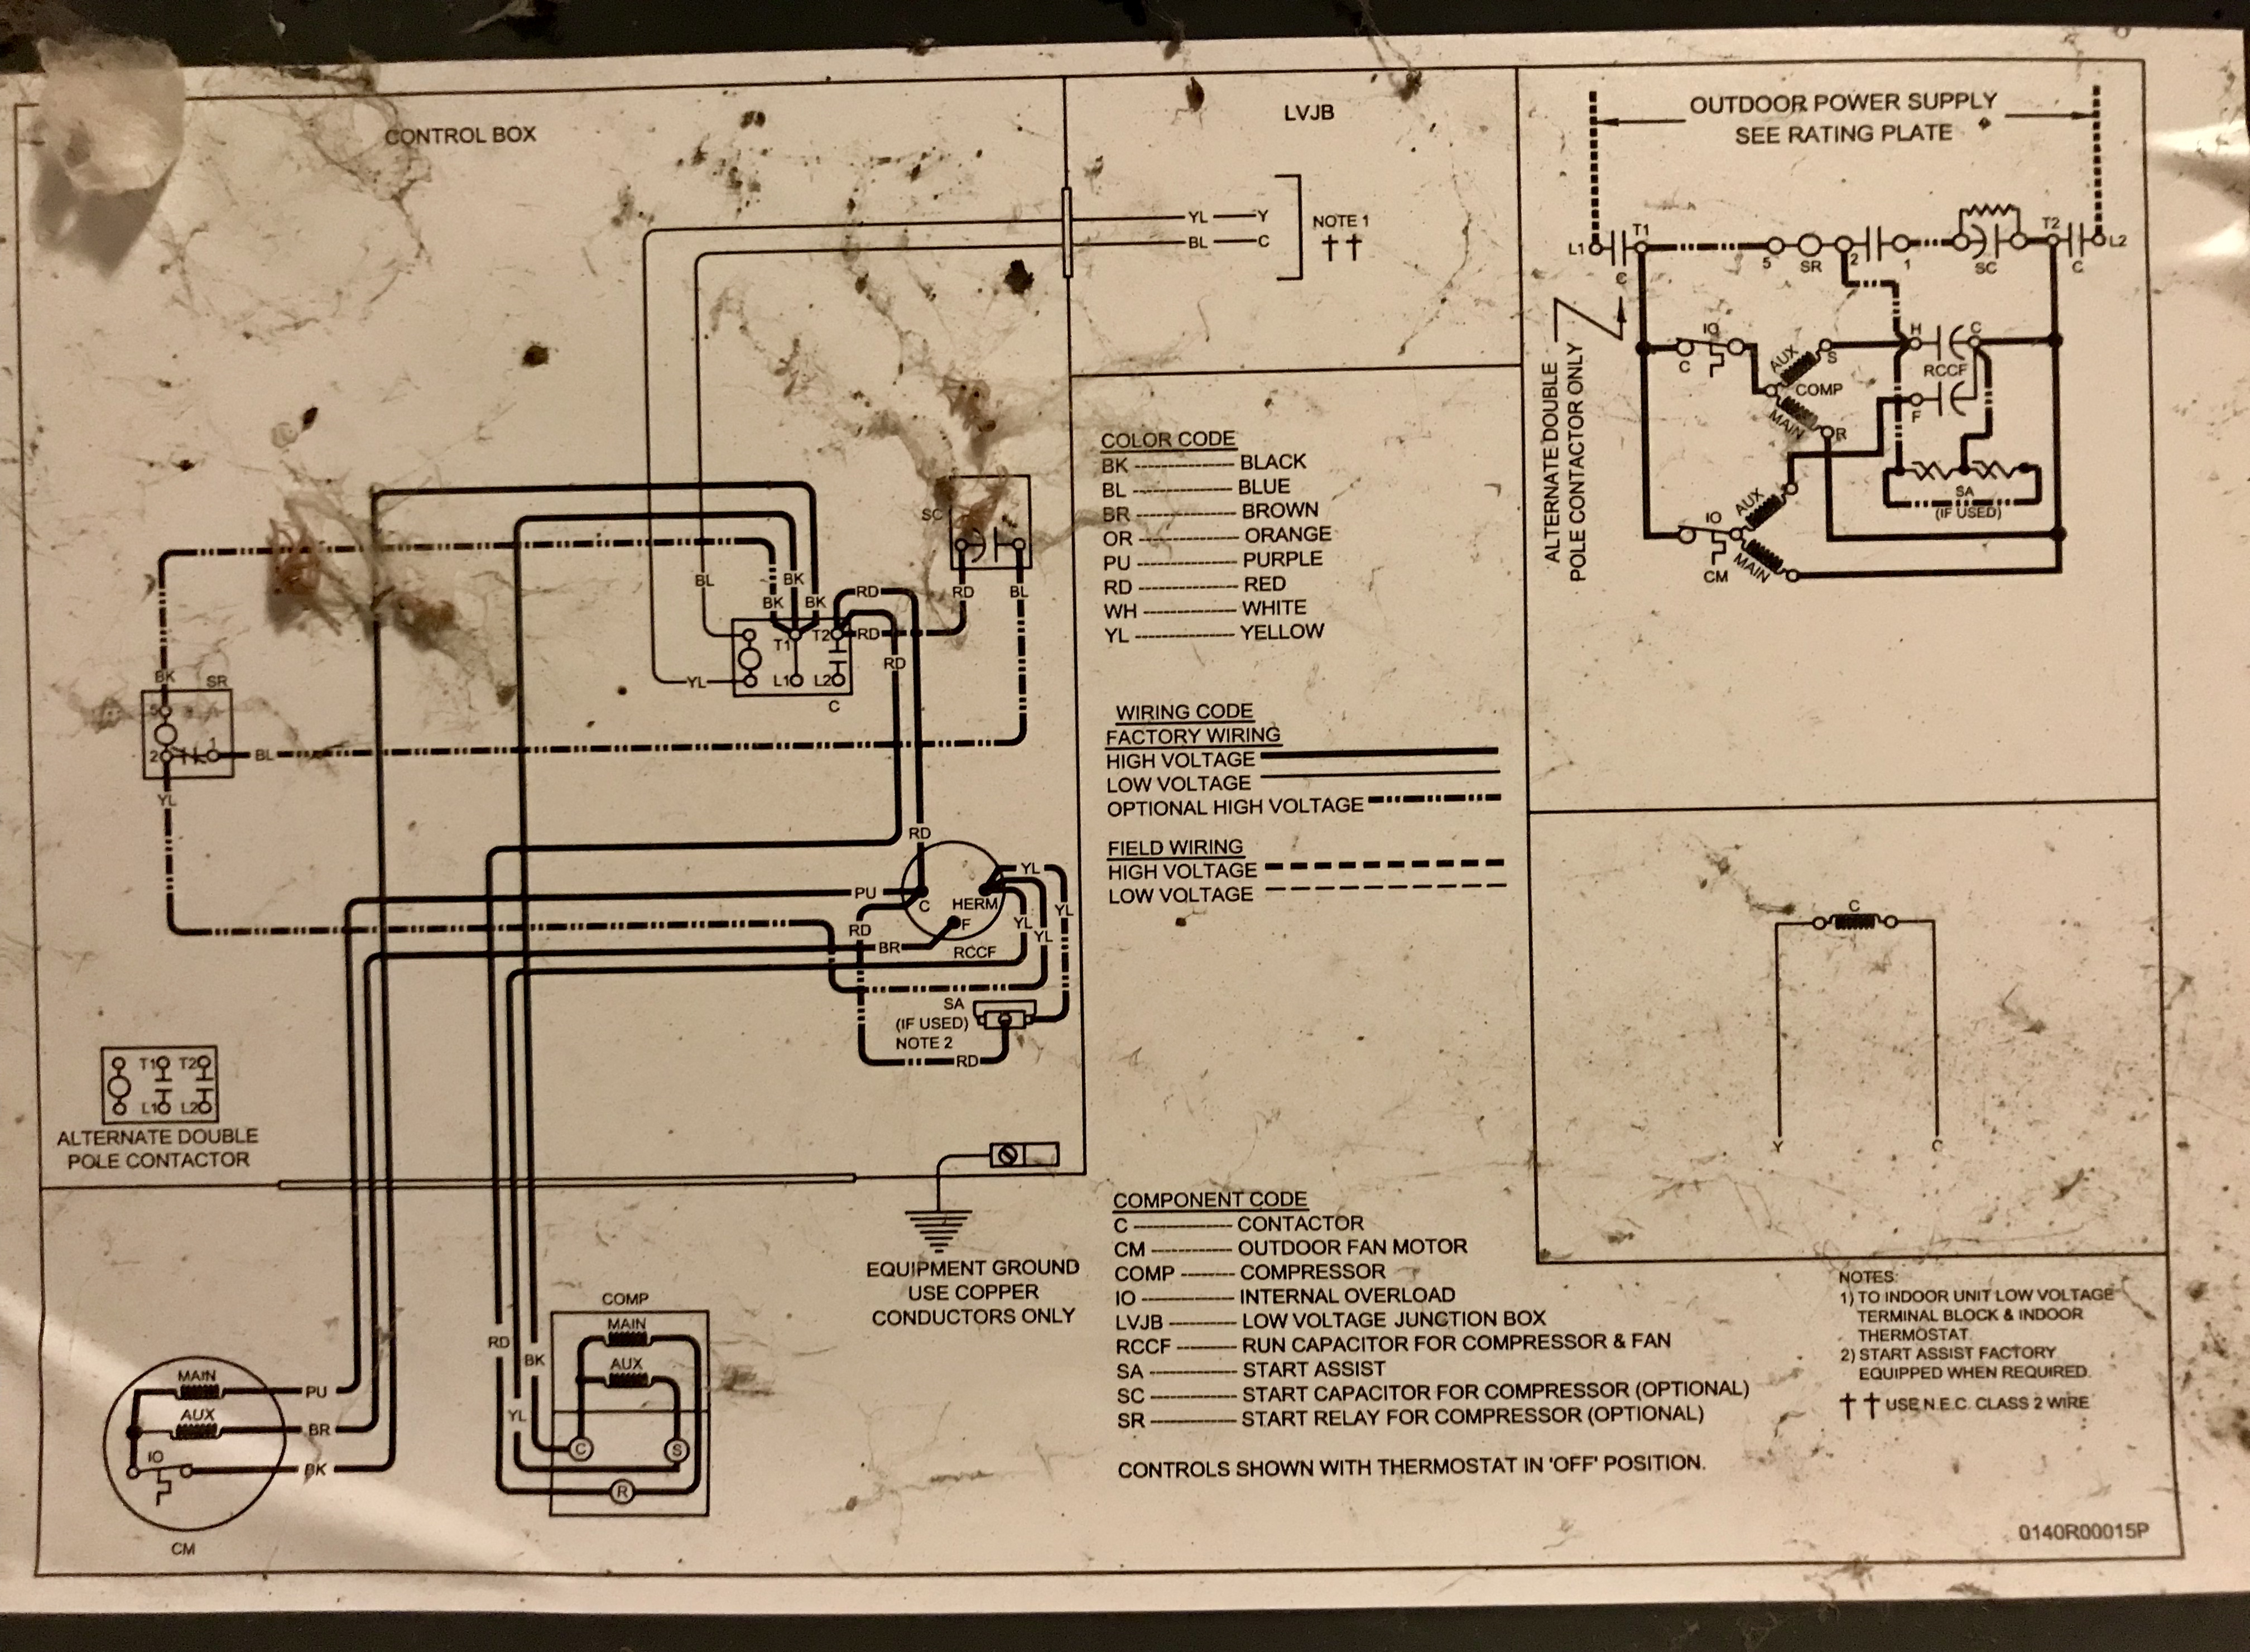 CONTROL BOX
YL
Y
BL
C
NOTE 1
††
LVJB
SC
BL
BK
BK
BK
RD
RD
BL
T1
T2
RD
RD
YL
L1
L2
C
BK
SR
5
2
1
BL
YL
RD
PU
C
HERM
F
YL
YL
YL
YL
RD
BR
RCCF
SA
(IF USED)
NOTE 2
RD
T1
T2
L1
L2
ALTERNATE DOUBLE
POLE CONTACTOR
EQUIPMENT GROUND
USE COPPER
CONDUCTORS ONLY
MAIN
PU
AUX
BR
IO
BK
CM
COMP
MAIN
AUX
RD
BK
YL
C
S
R
COLOR CODE
BK ---------- BLACK
BL ---------- BLUE
BR ---------- BROWN
OR ---------- ORANGE
PU ---------- PURPLE
RD ---------- RED
WH ---------- WHITE
YL ---------- YELLOW
WIRING CODE
FACTORY WIRING
HIGH VOLTAGE
LOW VOLTAGE
OPTIONAL HIGH VOLTAGE
FIELD WIRING
HIGH VOLTAGE
LOW VOLTAGE
COMPONENT CODE
C ---------- CONTACTOR
CM ---------- OUTDOOR FAN MOTOR
COMP ------- COMPRESSOR
IO ---------- INTERNAL OVERLOAD
LVJB -------- LOW VOLTAGE JUNCTION BOX
RCCF ------- RUN CAPACITOR FOR COMPRESSOR & FAN
SA ---------- START ASSIST
SC ---------- START CAPACITOR FOR COMPRESSOR (OPTIONAL)
SR ---------- START RELAY FOR COMPRESSOR (OPTIONAL)
CONTROLS SHOWN WITH THERMOSTAT IN 'OFF' POSITION.
OUTDOOR POWER SUPPLY
SEE RATING PLATE
L1
T1
C
5
SR
2
1
SC
T2
C
L2
ALTERNATE DOUBLE
POLE CONTACTOR ONLY
IO
C
AUX
S
COMP
MAIN
R
H
C
RCCF
F
SA
(IF USED)
AUX
IO
CM
MAIN
C
Y
C
NOTES:
1) TO INDOOR UNIT LOW VOLTAGE
TERMINAL BLOCK & INDOOR
THERMOSTAT.
2) START ASSIST FACTORY
EQUIPPED WHEN REQUIRED.
†† USE N.E.C. CLASS 2 WIRE
0140R00015P